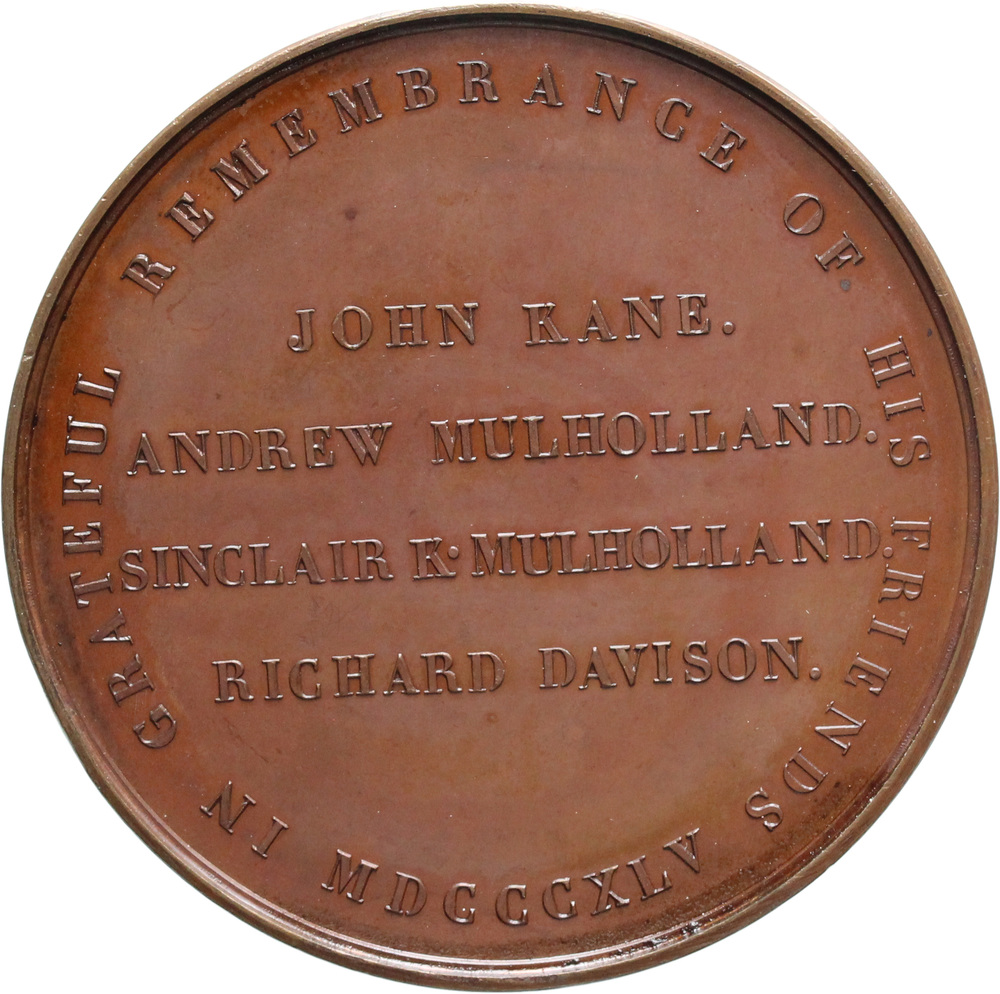 IN GRATEFUL REMEMBRANCE OF HIS FRIENDS
JOHN KANE.
ANDREW MULHOLLAND.
SINCLAIR K. MULHOLLAND.
RICHARD DAVISON.
MDCCCXLV